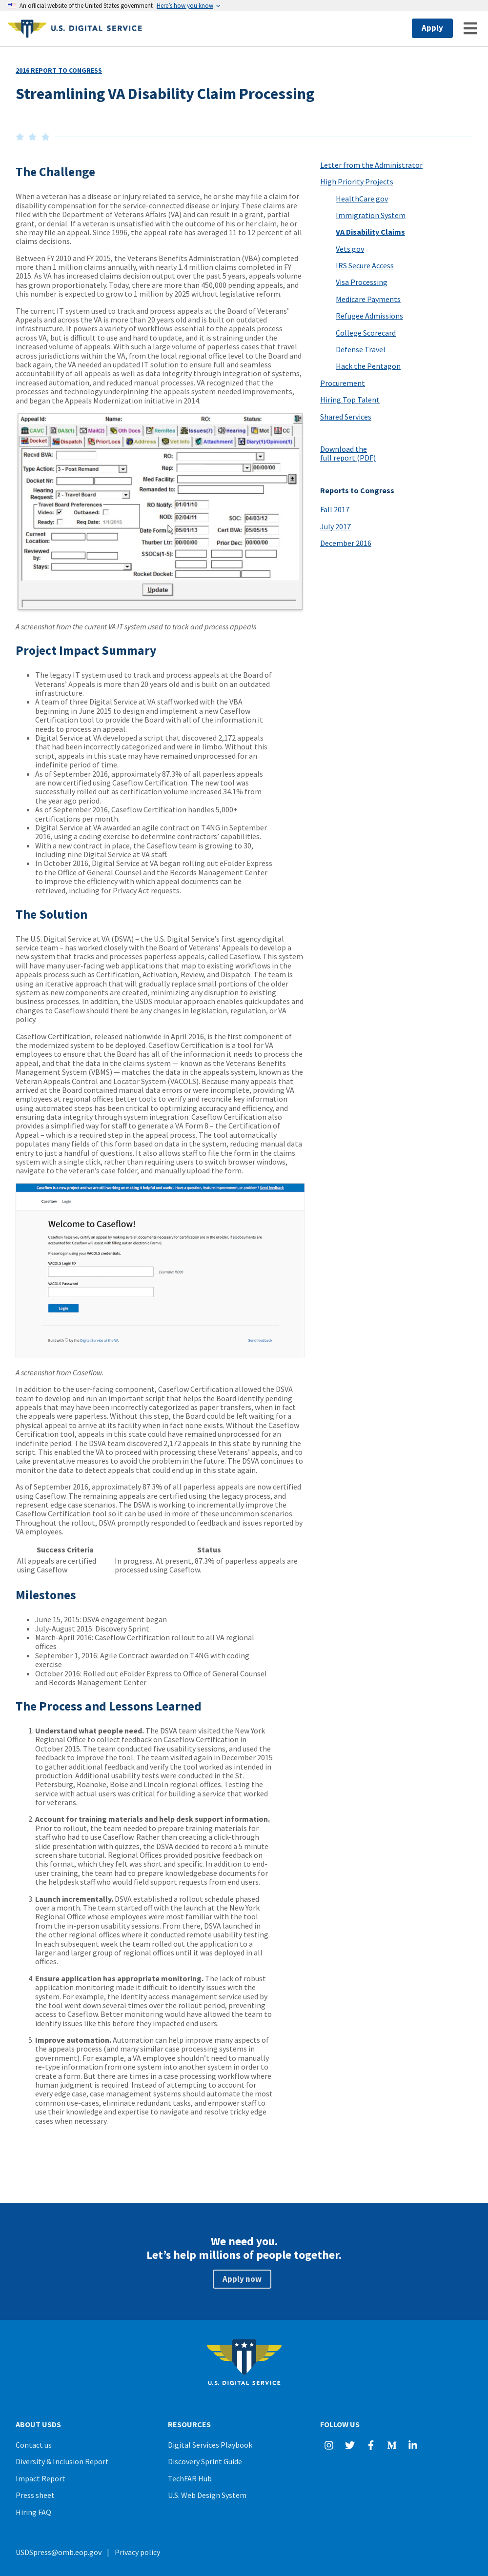 An official website of the United States government Here's how you know
U.S. DIGITAL SERVICE
Apply
2016 REPORT TO CONGRESS
Streamlining VA Disability Claim Processing
The Challenge
When a veteran has a disease or injury related to service, he or she may file a claim for
disability compensation for the service-connected disease or injury. These claims are
filed with the Department of Veterans Affairs (VA) and can result in a grant, partial
grant, or denial. If a veteran is unsatisfied with the outcome of his or her claim, he or
she may file an appeal. Since 1996, the appeal rate has averaged 11 to 12 percent of all
claims decisions.
Between FY 2010 and FY 2015, the Veterans Benefits Administration (VBA) completed
more than 1 million claims annually, with nearly 1.4 million claims completed in FY
2015. As VA has increased claims decision output over the past 5 years, appeals volume
has grown proportionately. Today, there are more than 450,000 pending appeals, and
this number is expected to grow to 1 million by 2025 without legislative reform.
The current IT system used to track and process appeals at the Board of Veterans'
Appeals and across VA is more than 20 years old and is built on outdated
infrastructure. It powers a variety of workflows essential to the appeals process
across VA, but is difficult to use and hard to update, and it is contributing to
inefficiency and delays. With such a large volume of paperless cases that travel across
jurisdictions within the VA, from the local regional office level to the Board and
back again, the VA needed an updated IT solution to ensure full and seamless
accountability of all appeals as well as data integrity through integration of systems,
increased automation, and reduced manual processes. VA recognized that the
processes and technology underpinning the appeals system needed improvements,
and began the Appeals Modernization initiative in 2014.
Appeal Id: Name: RO: Status:
CAVC DAS(1) Mail(2) Oth Docs RemRes Issues(7) Hearing Mot CC
Docket Dispatch PriorLoca Address Vet Info Attachment Diary(1)/Opinion(1)
Recvd BVA:
Type Action: 3 - Post Remand
Rep:
Hearing Request: 2 - Travel Board
Travel Board Preferences
Video: Outbased:
Ready: Req Date: 1/2/2015
Current Location:
Reviewed by:
Stays:
Medical Facility:
Remanded to:
RO Notify: 01/01/10
NOD: 02/02/11 SOC: 04/03/12
Date Form 9: 05/01/13 Cert BVA: 05/01/15
Thurber Ltr: 00/00/00 Prior Dec: 00/00/00
SSOCs(1-5):
Docket:
Update
A screenshot from the current VA IT system used to track and process appeals
Project Impact Summary
The legacy IT system used to track and process appeals at the Board of
Veterans' Appeals is more than 20 years old and is built on an outdated
infrastructure.
A team of three Digital Service at VA staff worked with the VBA
beginning in June 2015 to design and implement a new Caseflow
Certification tool to provide the Board with all of the information it
needs to process an appeal.
Digital Service at VA developed a script that discovered 2,172 appeals
that had been incorrectly categorized and were in limbo. Without this
script, appeals in this state may have remained unprocessed for an
indefinite period of time.
As of September 2016, approximately 87.3% of all paperless appeals
are now certified using Caseflow Certification. The new tool was
successfully rolled out as certification volume increased 34.1% from
the year ago period.
As of September 2016, Caseflow Certification handles 5,000+
certifications per month.
Digital Service at VA awarded an agile contract on T4NG in September
2016, using a coding exercise to determine contractors' capabilities.
With a new contract in place, the Caseflow team is growing to 30,
including nine Digital Service at VA staff.
In October 2016, Digital Service at VA began rolling out eFolder Express
to the Office of General Counsel and the Records Management Center
to improve the efficiency with which appeal documents can be
retrieved, including for Privacy Act requests.
The Solution
The U.S. Digital Service at VA (DSVA) – the U.S. Digital Service's first agency digital
service team – has worked closely with the Board of Veterans' Appeals to develop a
new system that tracks and processes paperless appeals, called Caseflow. This system
will have many user-facing web applications that map to existing workflows in the
appeals process such as Certification, Activation, Review, and Dispatch. The team is
using an iterative approach that will gradually replace small portions of the older
system as new components are created, minimizing any disruption to existing
business processes. In addition, the USDS modular approach enables quick updates and
changes to Caseflow should there be any changes in legislation, regulation, or VA
policy.
Caseflow Certification, released nationwide in April 2016, is the first component of
the modernized system to be deployed. Caseflow Certification is a tool for VA
employees to ensure that the Board has all of the information it needs to process the
appeal, and that the data in the claims system — known as the Veterans Benefits
Management System (VBMS) — matches the data in the appeals system, known as the
Veteran Appeals Control and Locator System (VACOLS). Because many appeals that
arrived at the Board contained manual data errors or were incomplete, providing VA
employees at regional offices better tools to verify and reconcile key information
using automated steps has been critical to optimizing accuracy and efficiency, and
ensuring data integrity through system integration. Caseflow Certification also
provides a simplified way for staff to generate a VA Form 8 – the Certification of
Appeal – which is a required step in the appeal process. The tool automatically
populates many fields of this form based on data in the system, reducing manual data
entry to just a handful of questions. It also allows staff to file the form in the claims
system with a single click, rather than requiring users to switch browser windows,
navigate to the veteran's case folder, and manually upload the form.
Caseflow is a new project and we are still working on making it helpful and useful. Have a question, feature improvement, or problem? Send feedback.
Caseflow Login
Welcome to Caseflow!
Caseflow helps you certify an appeal by making sure all documents necessary for certification are in the eFolder. If all documents are
accounted for, this tool will assist in outputting an electronic Form 8.
Please log in using your VACOLS credentials.
VACOLS Login ID
VACOLS Password
Login
Built with ♡ by the Digital Service at the VA.
Send feedback
A screenshot from Caseflow.
In addition to the user-facing component, Caseflow Certification allowed the DSVA
team to develop and run an important script that helps the Board identify pending
appeals that may have been incorrectly categorized as paper transfers, when in fact
the appeals were paperless. Without this step, the Board could be left waiting for a
physical appeal to arrive at its facility when in fact none exists. Without the Caseflow
Certification tool, appeals in this state could have remained unprocessed for an
indefinite period. The DSVA team discovered 2,172 appeals in this state by running the
script. This enabled the VA to proceed with processing these Veterans' appeals, and to
take preventative measures to avoid the problem in the future. The DSVA continues to
monitor the data to detect appeals that could end up in this state again.
As of September 2016, approximately 87.3% of all paperless appeals are now certified
using Caseflow. The remaining appeals are certified using the legacy process, and
represent edge case scenarios. The DSVA is working to incrementally improve the
Caseflow Certification tool so it can be used in more of these uncommon scenarios.
Throughout the rollout, DSVA promptly responded to feedback and issues reported by
VA employees.
Success Criteria Status
All appeals are certified using Caseflow In progress. At present, 87.3% of paperless appeals are processed using Caseflow.
Milestones
June 15, 2015: DSVA engagement began
July-August 2015: Discovery Sprint
March-April 2016: Caseflow Certification rollout to all VA regional
offices
September 1, 2016: Agile Contract awarded on T4NG with coding
exercise
October 2016: Rolled out eFolder Express to Office of General Counsel
and Records Management Center
The Process and Lessons Learned
1. Understand what people need. The DSVA team visited the New York
Regional Office to collect feedback on Caseflow Certification in
October 2015. The team conducted five usability sessions, and used the
feedback to improve the tool. The team visited again in December 2015
to gather additional feedback and verify the tool worked as intended in
production. Additional usability tests were conducted in the St.
Petersburg, Roanoke, Boise and Lincoln regional offices. Testing the
service with actual users was critical for building a service that worked
for veterans.
2. Account for training materials and help desk support information.
Prior to rollout, the team needed to prepare training materials for
staff who had to use Caseflow. Rather than creating a click-through
slide presentation with quizzes, the DSVA decided to record a 5 minute
screen share tutorial. Regional Offices provided positive feedback on
this format, which they felt was short and specific. In addition to end-
user training, the team had to prepare knowledgebase documents for
the helpdesk staff who would field support requests from end users.
3. Launch incrementally. DSVA established a rollout schedule phased
over a month. The team started off with the launch at the New York
Regional Office whose employees were most familiar with the tool
from the in-person usability sessions. From there, DSVA launched in
the other regional offices where it conducted remote usability testing.
In each subsequent week the team rolled out the application to a
larger and larger group of regional offices until it was deployed in all
offices.
4. Ensure application has appropriate monitoring. The lack of robust
application monitoring made it difficult to identify issues with the
system. For example, the identity access management service used by
the tool went down several times over the rollout period, preventing
access to Caseflow. Better monitoring would have allowed the team to
identify issues like this before they impacted end users.
5. Improve automation. Automation can help improve many aspects of
the appeals process (and many similar case processing systems in
government). For example, a VA employee shouldn't need to manually
re-type information from one system into another system in order to
create a form. But there are times in a case processing workflow where
human judgment is required. Instead of attempting to account for
every edge case, case management systems should automate the most
common use-cases, eliminate redundant tasks, and empower staff to
use their knowledge and expertise to navigate and resolve tricky edge
cases when necessary.
Letter from the Administrator
High Priority Projects
HealthCare.gov
Immigration System
VA Disability Claims
Vets.gov
IRS Secure Access
Visa Processing
Medicare Payments
Refugee Admissions
College Scorecard
Defense Travel
Hack the Pentagon
Procurement
Hiring Top Talent
Shared Services
Download the
full report (PDF)
Reports to Congress
Fall 2017
July 2017
December 2016
We need you.
Let's help millions of people together.
Apply now
U.S. DIGITAL SERVICE
ABOUT USDS
Contact us
Diversity & Inclusion Report
Impact Report
Press sheet
Hiring FAQ
RESOURCES
Digital Services Playbook
Discovery Sprint Guide
TechFAR Hub
U.S. Web Design System
FOLLOW US
USDSpress@omb.eop.gov | Privacy policy